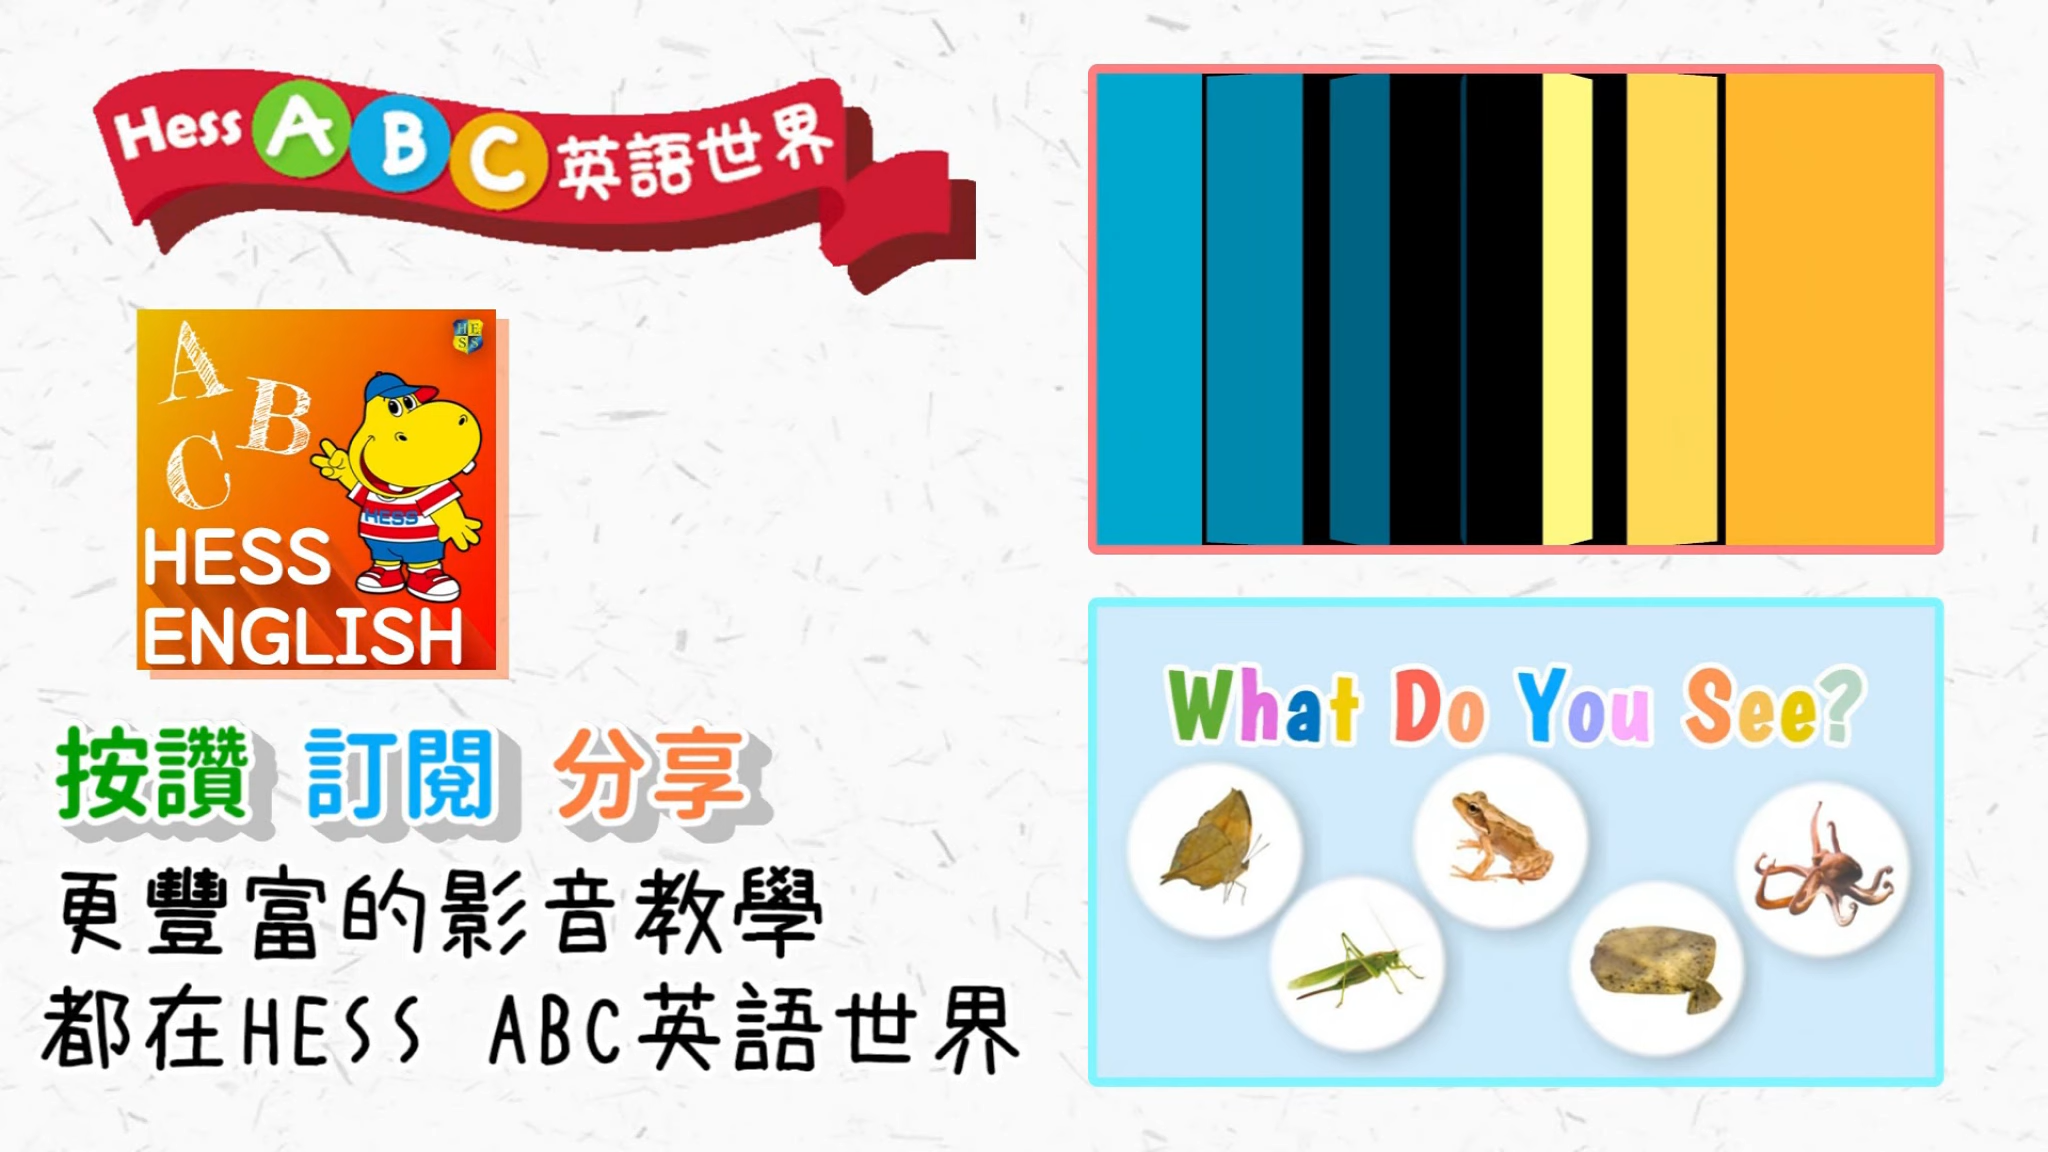 Hess ABC 英語世界
A
B
C
HESS
HESS
HESS
ENGLISH
按讚 訂閱 分享
更豐富的影音教學
都在HESS ABC英語世界
What Do You See?